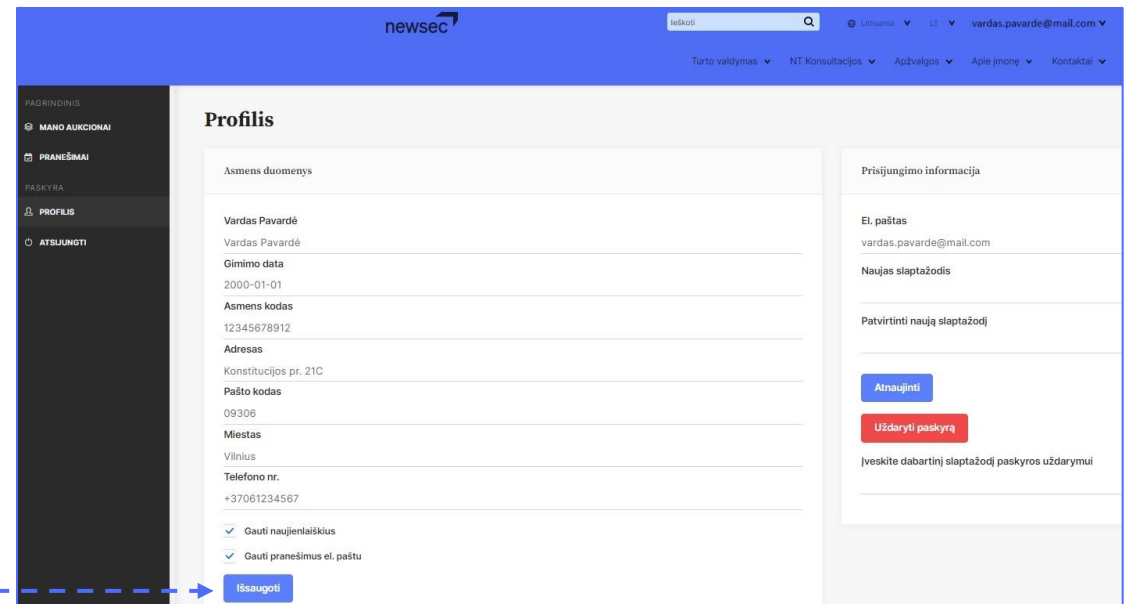 newsec
Ieškoti
Lithuania
LT
vardas.pavarde@mail.com
Turto valdymas
NT Konsultacijos
Apžvalgos
Apie įmonę
Kontaktai
PAGRINDINIS
MANO AUKCIONAI
PRANEŠIMAI
PASKYRA
PROFILIS
ATSIJUNGTI
Profilis
Asmens duomenys
Vardas Pavardė
Vardas Pavardė
Gimimo data
2000-01-01
Asmens kodas
12345678912
Adresas
Konstitucijos pr. 21C
Pašto kodas
09306
Miestas
Vilnius
Telefono nr.
+37061234567
Gauti naujienlaiškius
Gauti pranešimus el. paštu
Išsaugoti
Prisijungimo informacija
El. paštas
vardas.pavarde@mail.com
Naujas slaptažodis
Patvirtinti naują slaptažodį
Atnaujinti
Uždaryti paskyrą
Įveskite dabartinį slaptažodį paskyros uždarymui